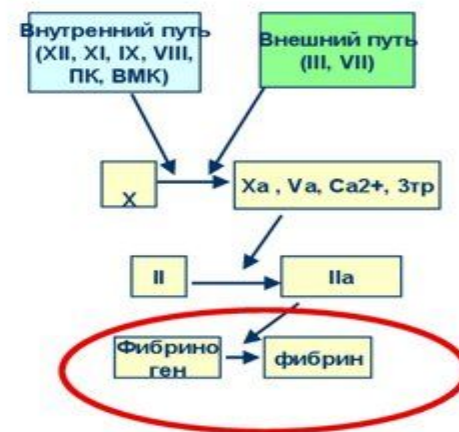 Внутренний путь
(XII, XI, IX, VIII,
ПК, ВМК)
Внешний путь
(III, VII)
X
Xa , Va, Ca2+, 3тр
II
IIa
Фибрино
ген
фибрин